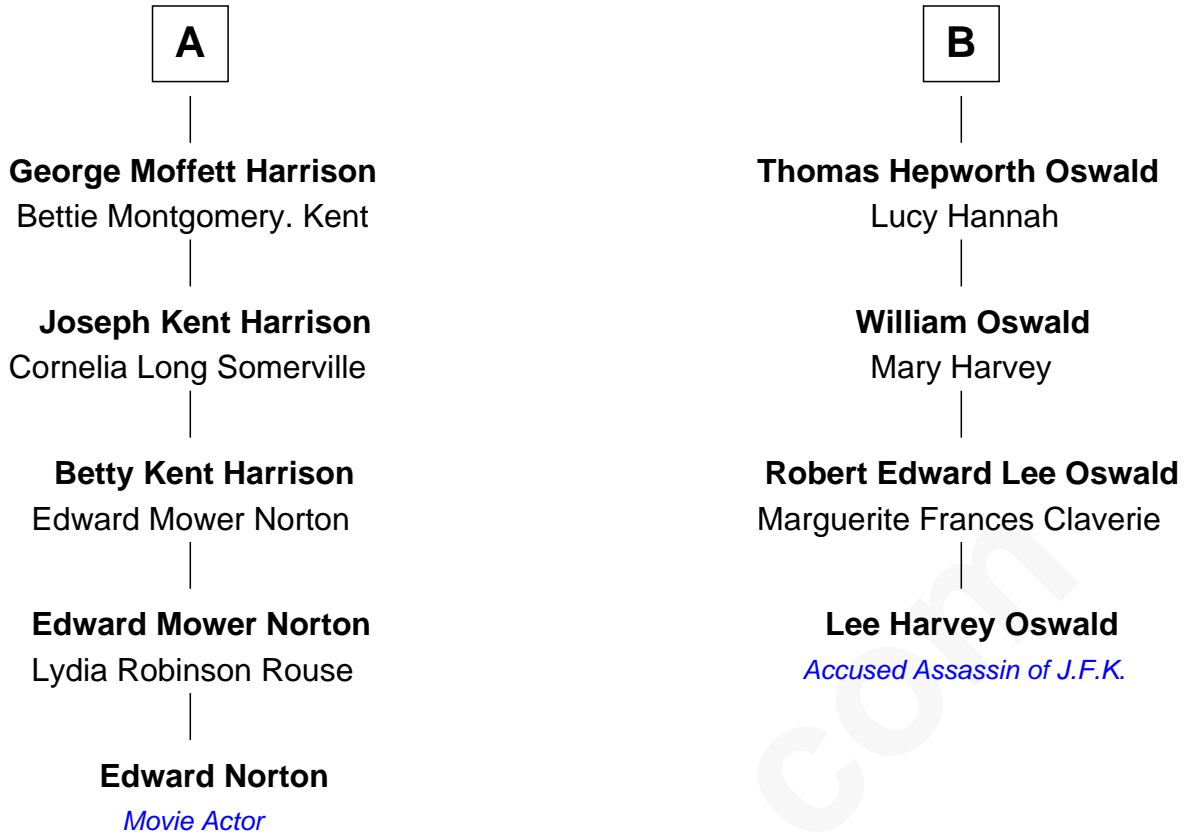 A
George Moffett Harrison
Bettie Montgomery. Kent
Joseph Kent Harrison
Cornelia Long Somerville
Betty Kent Harrison
Edward Mower Norton
Edward Mower Norton
Lydia Robinson Rouse
Edward Norton
Movie Actor
B
Thomas Hepworth Oswald
Lucy Hannah
William Oswald
Mary Harvey
Robert Edward Lee Oswald
Marguerite Frances Claverie
Lee Harvey Oswald
Accused Assassin of J.F.K.
com